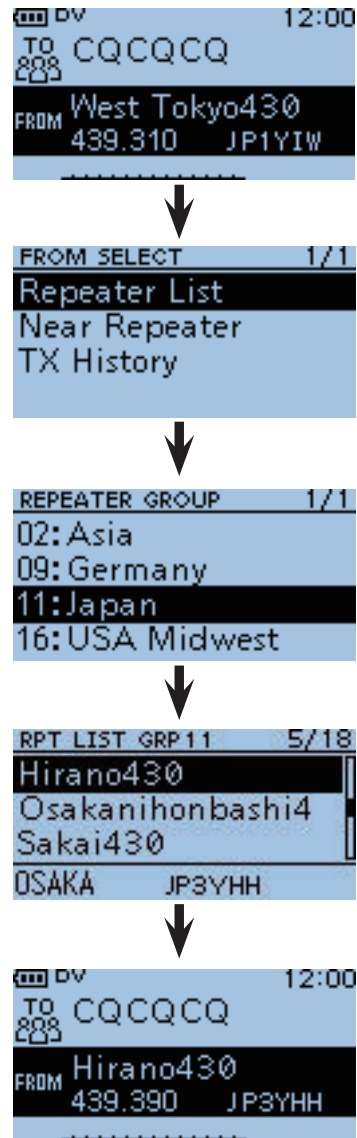 DV 12:00
TO CQCQCQ
FROM West Tokyo430
439.310 JP1YIW
FROM SELECT 1/1
Repeater List
Near Repeater
TX History
REPEATER GROUP 1/1
02:Asia
09:Germany
11:Japan
16:USA Midwest
RPT LIST GRP11 5/18
Hirano430
Osakanihonbashi4
Sakai430
OSAKA JP3YHH
DV 12:00
TO CQCQCQ
FROM Hirano430
439.390 JP3YHH